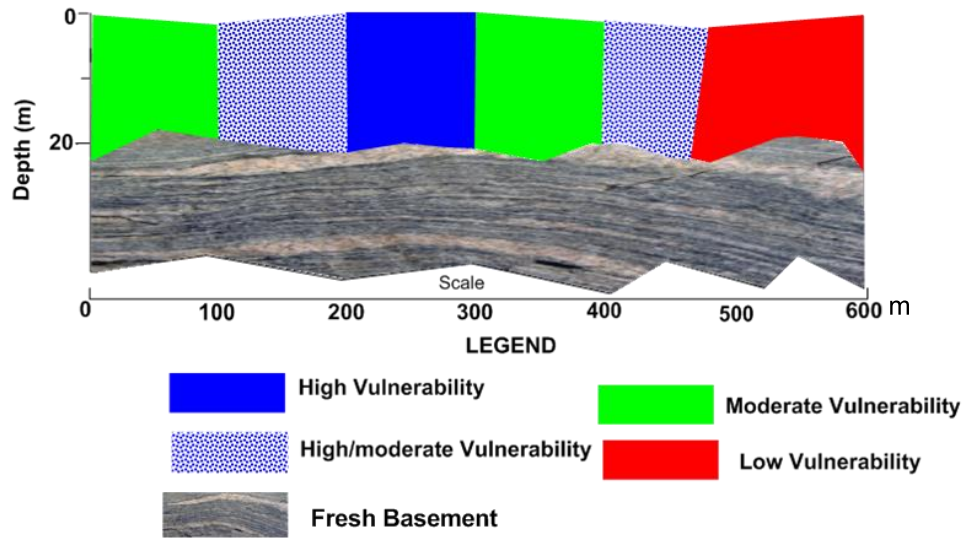 0
Depth (m)
20
Scale
0 100 200 300 400 500 600 m
LEGEND
High Vulnerability
Moderate Vulnerability
High/moderate Vulnerability
Low Vulnerability
Fresh Basement